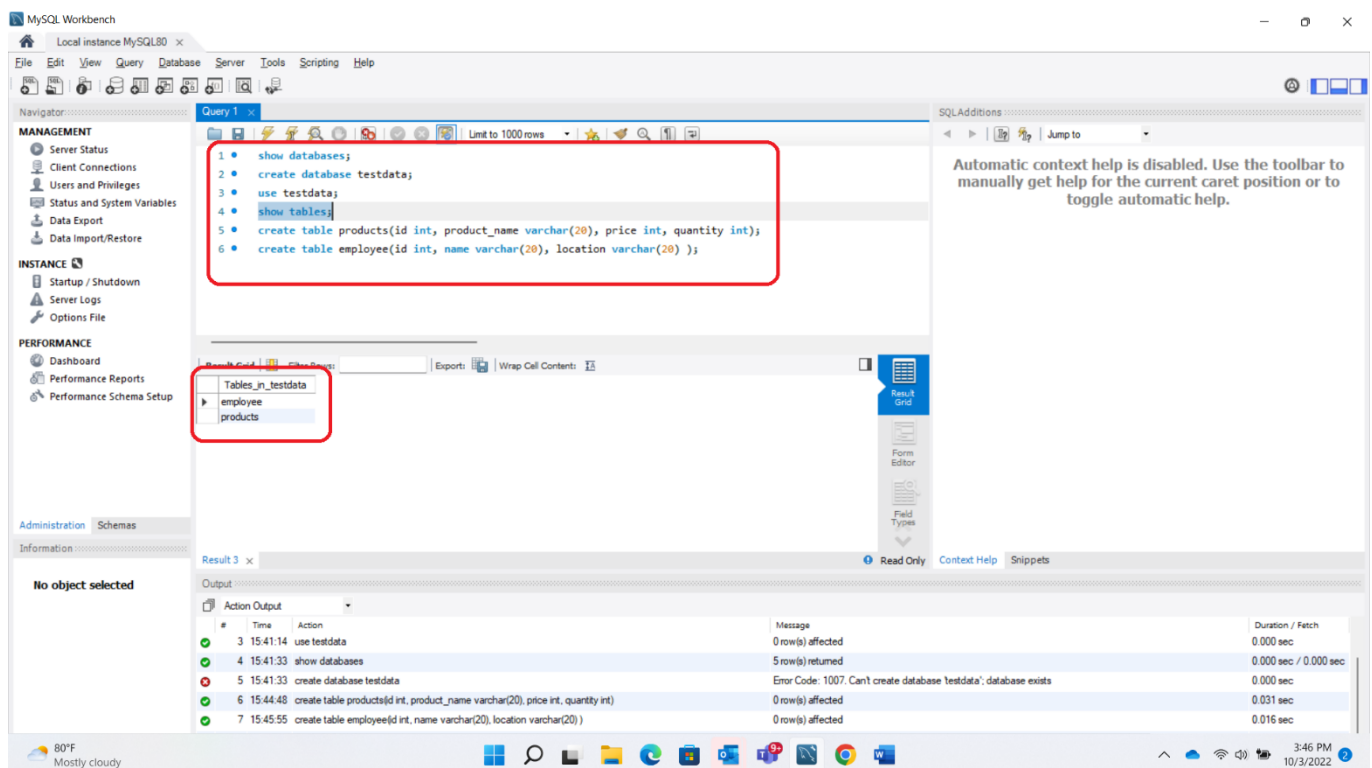 MySQL Workbench
Local instance MySQL80
File Edit View Query Database Server Tools Scripting Help
Navigator
MANAGEMENT
Server Status
Client Connections
Users and Privileges
Status and System Variables
Data Export
Data Import/Restore
INSTANCE
Startup / Shutdown
Server Logs
Options File
PERFORMANCE
Dashboard
Performance Reports
Performance Schema Setup
Administration Schemas
Information
No object selected
Query 1
Limit to 1000 rows
1 show databases;
2 create database testdata;
3 use testdata;
4 show tables;
5 create table products(id int, product_name varchar(20), price int, quantity int);
6 create table employee(id int, name varchar(20), location varchar(20) );
Result Grid Filter Rows: Export: Wrap Cell Content:
Tables_in_testdata
employee
products
Result Grid
Form Editor
Field Types
Result 3 Read Only
SQLAdditions
Jump to
Automatic context help is disabled. Use the toolbar to
manually get help for the current caret position or to
toggle automatic help.
Context Help Snippets
Output
Action Output
# Time Action Message Duration / Fetch
3 15:41:14 use testdata 0 row(s) affected 0.000 sec
4 15:41:33 show databases 5 row(s) returned 0.000 sec / 0.000 sec
5 15:41:33 create database testdata Error Code: 1007. Can't create database 'testdata'; database exists 0.000 sec
6 15:44:48 create table products(id int, product_name varchar(20), price int, quantity int) 0 row(s) affected 0.031 sec
7 15:45:55 create table employee(id int, name varchar(20), location varchar(20) ) 0 row(s) affected 0.016 sec
80°F
Mostly cloudy
9+
3:46 PM
10/3/2022
2